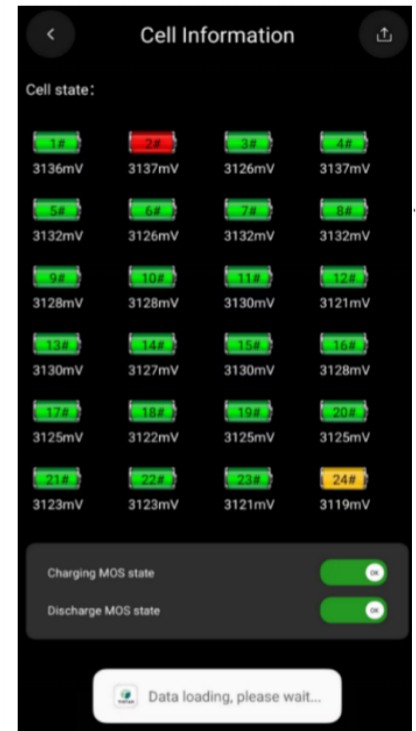 Cell Information
Cell state:
1# 2# 3# 4#
3136mV 3137mV 3126mV 3137mV
5# 6# 7# 8#
3132mV 3126mV 3132mV 3132mV
9# 10# 11# 12#
3128mV 3128mV 3130mV 3121mV
13# 14# 15# 16#
3130mV 3127mV 3130mV 3128mV
17# 18# 19# 20#
3125mV 3122mV 3125mV 3125mV
21# 22# 23# 24#
3123mV 3123mV 3121mV 3119mV
Charging MOS state OK
Discharge MOS state OK
Data loading, please wait...